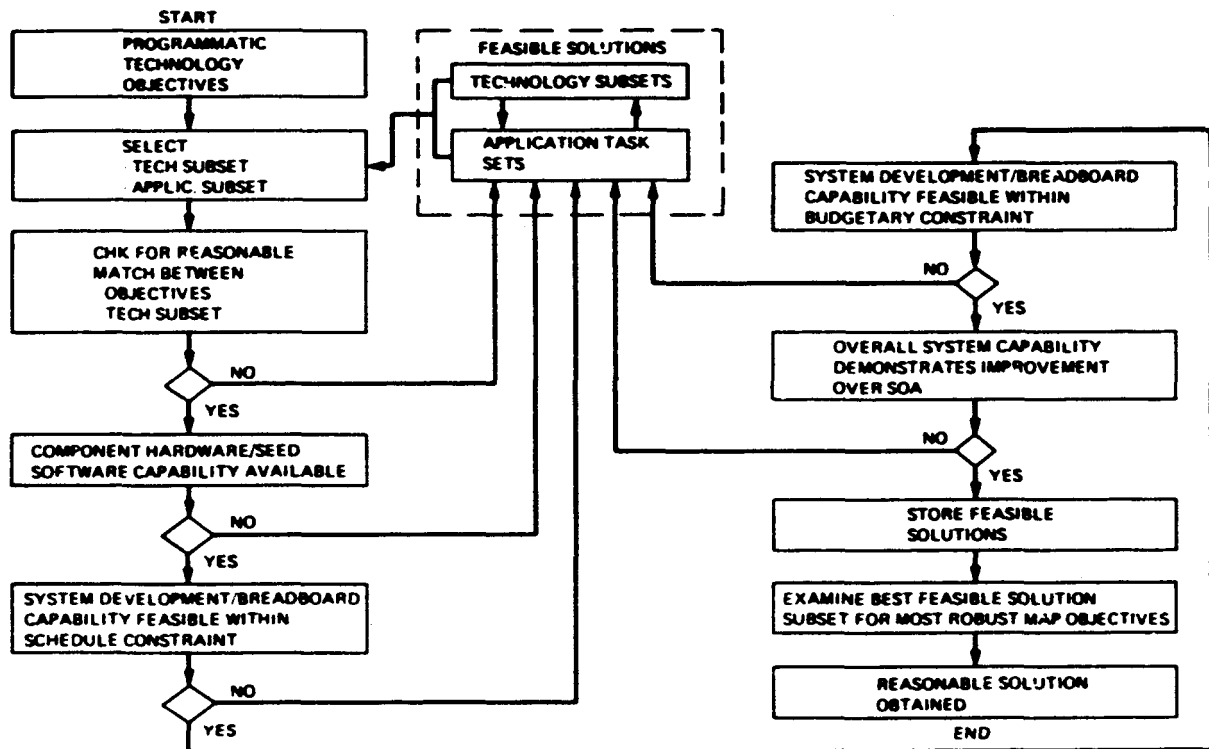 START
PROGRAMMATIC
TECHNOLOGY
OBJECTIVES
SELECT
TECH SUBSET
APPLIC. SUBSET
CHK FOR REASONABLE
MATCH BETWEEN
OBJECTIVES
TECH SUBSET
NO
YES
COMPONENT HARDWARE/SEED
SOFTWARE CAPABILITY AVAILABLE
NO
YES
SYSTEM DEVELOPMENT/BREADBOARD
CAPABILITY FEASIBLE WITHIN
SCHEDULE CONSTRAINT
NO
YES
FEASIBLE SOLUTIONS
TECHNOLOGY SUBSETS
APPLICATION TASK
SETS
SYSTEM DEVELOPMENT/BREADBOARD
CAPABILITY FEASIBLE WITHIN
BUDGETARY CONSTRAINT
NO
YES
OVERALL SYSTEM CAPABILITY
DEMONSTRATES IMPROVEMENT
OVER SOA
NO
YES
STORE FEASIBLE
SOLUTIONS
EXAMINE BEST FEASIBLE SOLUTION
SUBSET FOR MOST ROBUST MAP OBJECTIVES
REASONABLE SOLUTION
OBTAINED
END